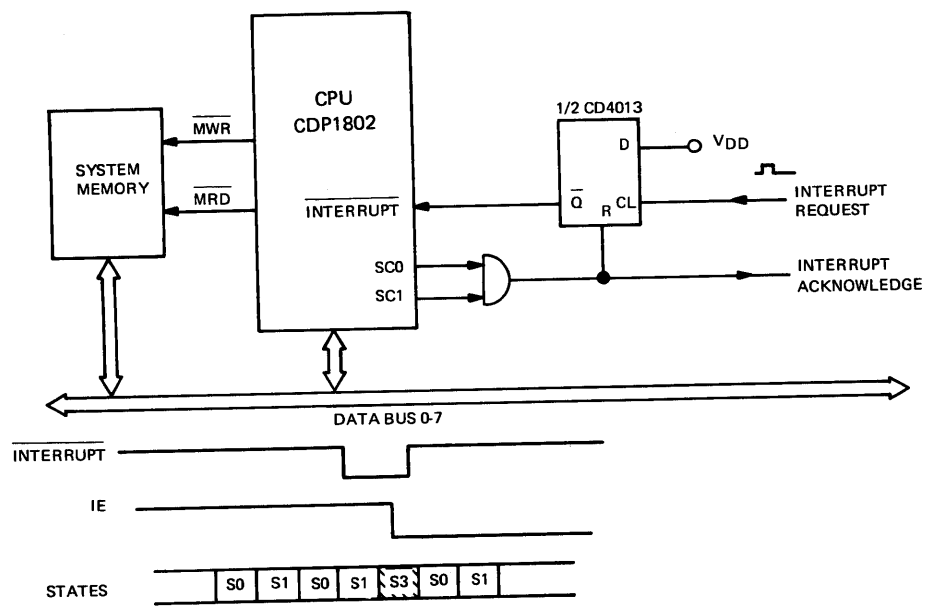 CPU
CDP1802
1/2 CD4013
MWR
D
VDD
SYSTEM
MEMORY
MRD
INTERRUPT
Q
CL
R
INTERRUPT
REQUEST
SC0
SC1
INTERRUPT
ACKNOWLEDGE
DATA BUS 0-7
INTERRUPT
IE
STATES S0 S1 S0 S1 S3 S0 S1